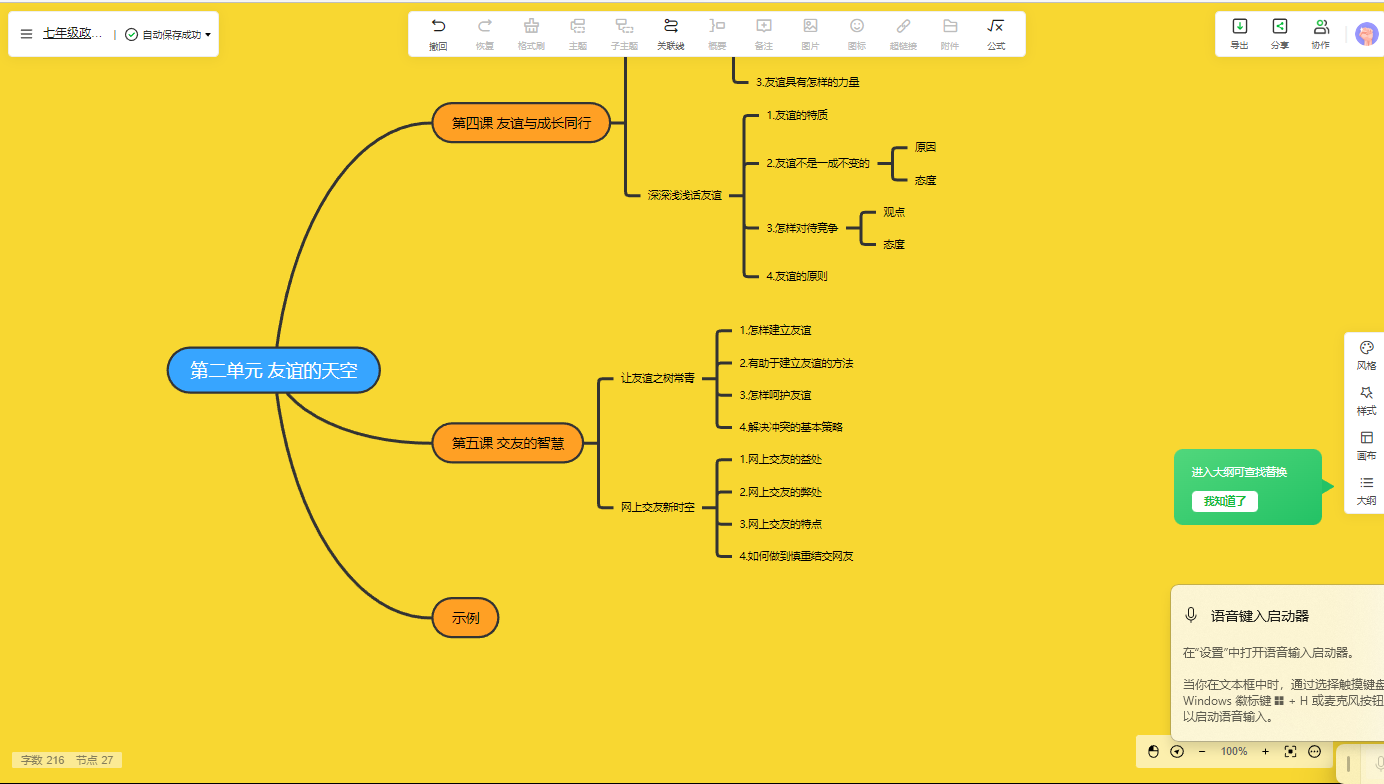 七年级政...
自动保存成功
撤回
恢复
格式刷
主题
子主题
关联线
概要
备注
图片
图标
超链接
附件
公式
导出
分享
协作
3.友谊具有怎样的力量
第四课 友谊与成长同行
1.友谊的特质
2.友谊不是一成不变的
原因
态度
深深浅浅话友谊
3.怎样对待竞争
观点
态度
4.友谊的原则
第二单元 友谊的天空
让友谊之树常青
1.怎样建立友谊
2.有助于建立友谊的方法
3.怎样呵护友谊
4.解决冲突的基本策略
第五课 交友的智慧
网上交友新时空
1.网上交友的益处
2.网上交友的弊处
3.网上交友的特点
4.如何做到慎重结交网友
示例
风格
样式
画布
大纲
进入大纲可查找替换
我知道了
语音键入启动器
在“设置”中打开语音输入启动器。
当你在文本框中时，通过选择触摸键盘
Windows 徽标键 + H 或麦克风按钮
以启动语音输入。
字数 216 节点 27
− 100% +